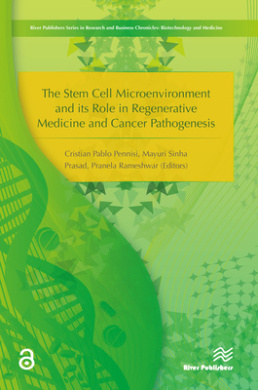 River Publishers Series in Research and Business Chronicles: Biotechnology and Medicine
The Stem Cell Microenvironment
and its Role in Regenerative
Medicine and Cancer Pathogenesis
Cristian Pablo Pennisi, Mayuri Sinha
Prasad, Pranela Rameshwar (Editors)
River Publishers